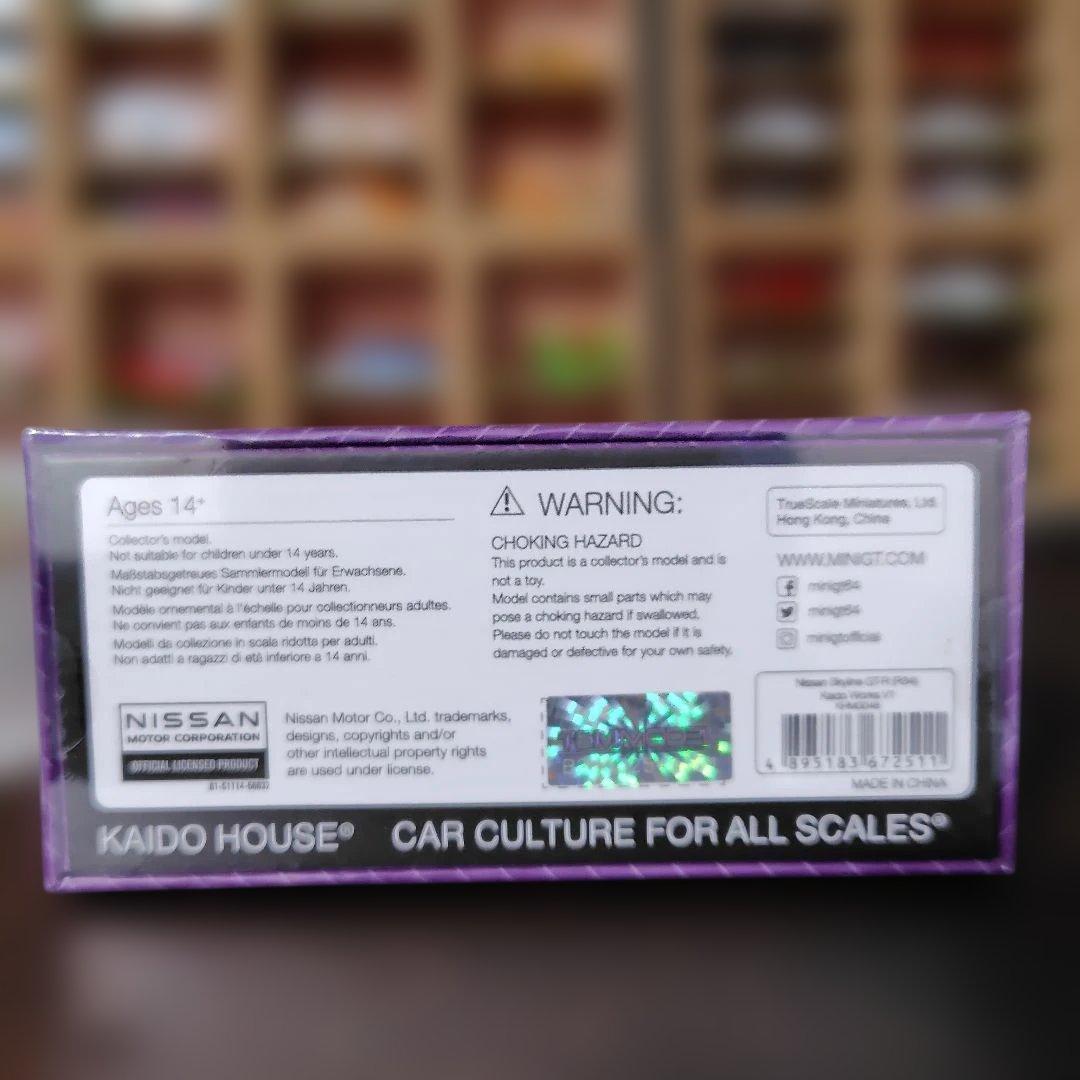 Ages 14+
Collector's model.
Not suitable for children under 14 years.
Maßstabsgetreues Sammlermodell für Erwachsene.
Nicht geeignet für Kinder unter 14 Jahren.
Modèle ornemental à l'échelle pour collectionneurs adultes.
Ne convient pas aux enfants de moins de 14 ans.
Modelli da collezione in scala ridotta per adulti.
Non adatti a ragazzi di età inferiore a 14 anni.
NISSAN
MOTOR CORPORATION
OFFICIAL LICENSED PRODUCT
Nissan Motor Co., Ltd. trademarks,
designs, copyrights and/or
other intellectual property rights
are used under license.
WARNING:
CHOKING HAZARD
This product is a collector's model and is
not a toy.
Model contains small parts which may
pose a choking hazard if swallowed.
Please do not touch the model if it is
damaged or defective for your own safety.
TrueScale Miniatures, Ltd.
Hong Kong, China
WWW.MINIGT.COM
minigt64
minigt64
minigtofficial
Nissan Skyline GT-R (R34)
Kaido Works V1
4 895183 672511
MADE IN CHINA
KAIDO HOUSE® CAR CULTURE FOR ALL SCALES®